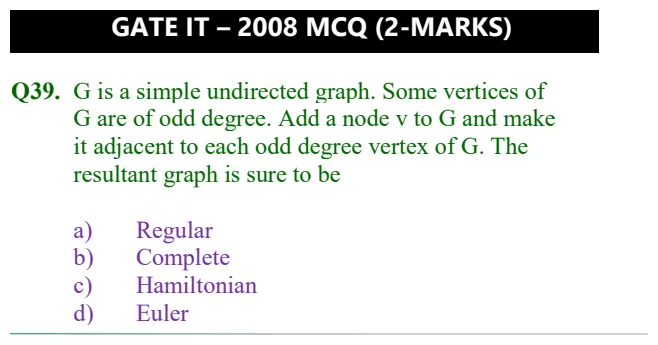 GATE IT – 2008 MCQ (2-MARKS)
Q39. G is a simple undirected graph. Some vertices of
G are of odd degree. Add a node v to G and make
it adjacent to each odd degree vertex of G. The
resultant graph is sure to be
a) Regular
b) Complete
c) Hamiltonian
d) Euler